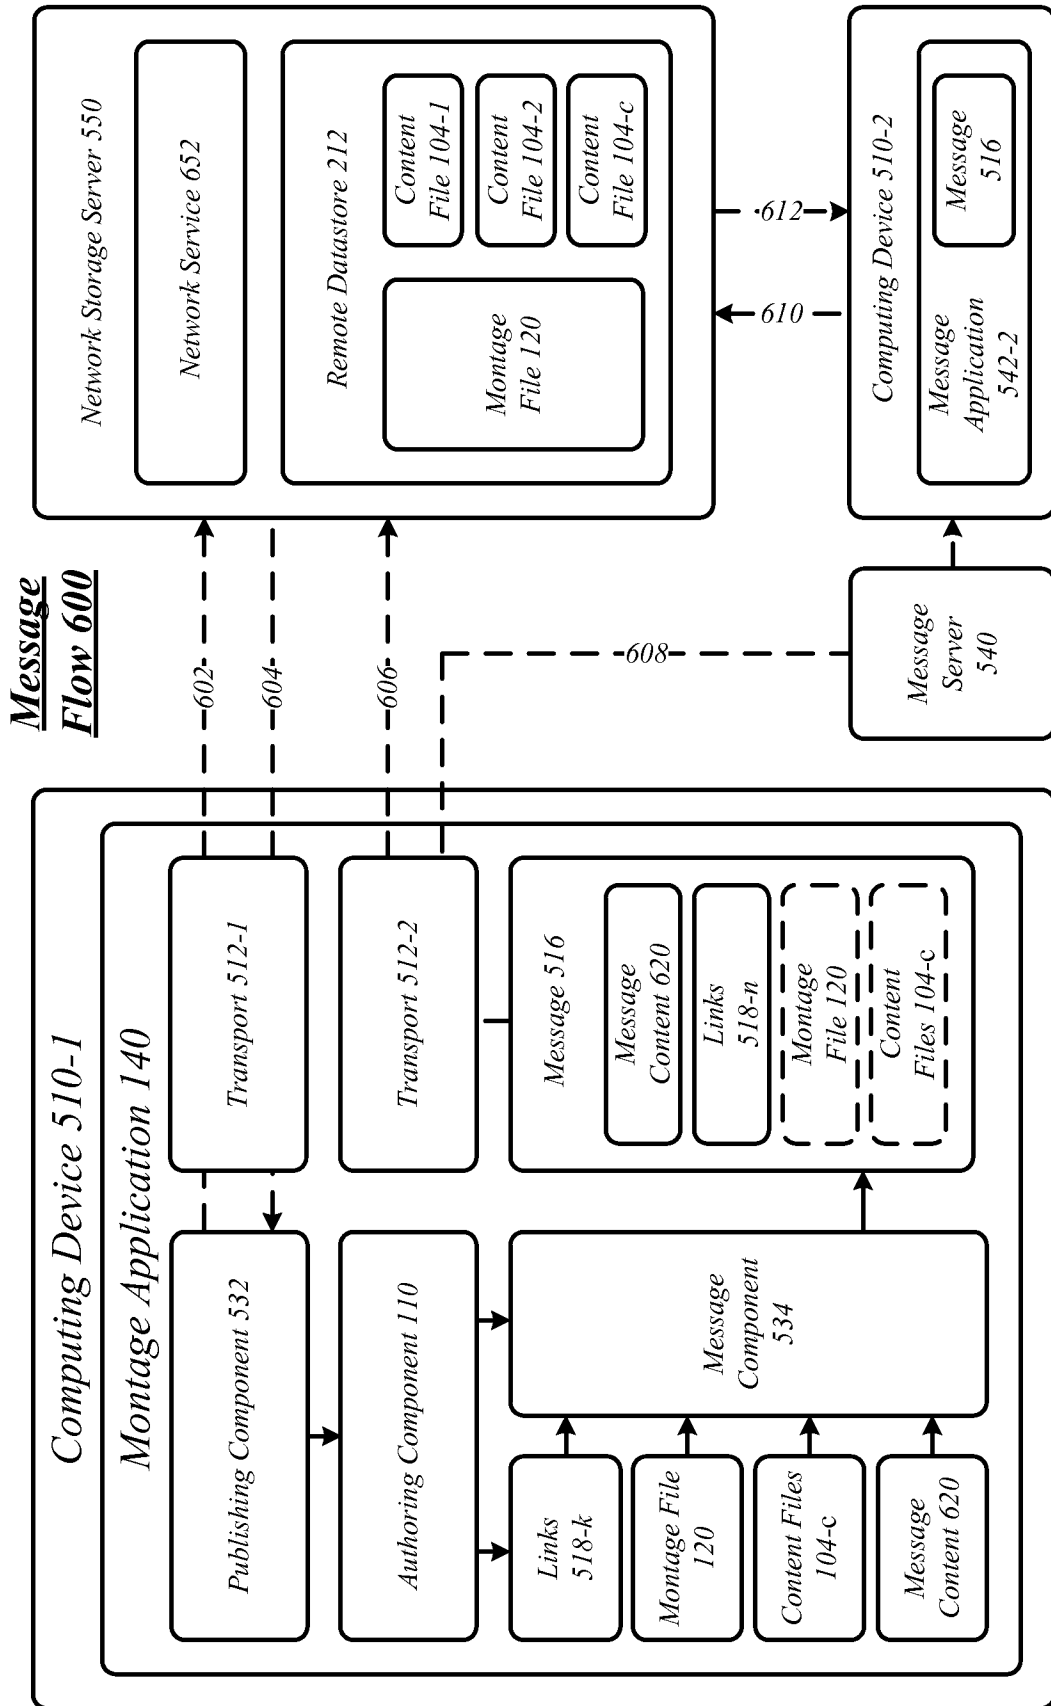 Message
Flow 600
Computing Device 510-1
Montage Application 140
Publishing Component 532
Transport 512-1
Authoring Component 110
Transport 512-2
Links
518-k
Montage File
120
Content Files
104-c
Message
Content 620
Message
Component
534
Message 516
Message
Content 620
Links
518-n
Montage
File 120
Content
Files 104-c
602
604
606
608
Network Storage Server 550
Network Service 652
Remote Datastore 212
Montage
File 120
Content
File 104-1
Content
File 104-2
Content
File 104-c
610
612
Message
Server
540
Computing Device 510-2
Message
Application
542-2
Message
516